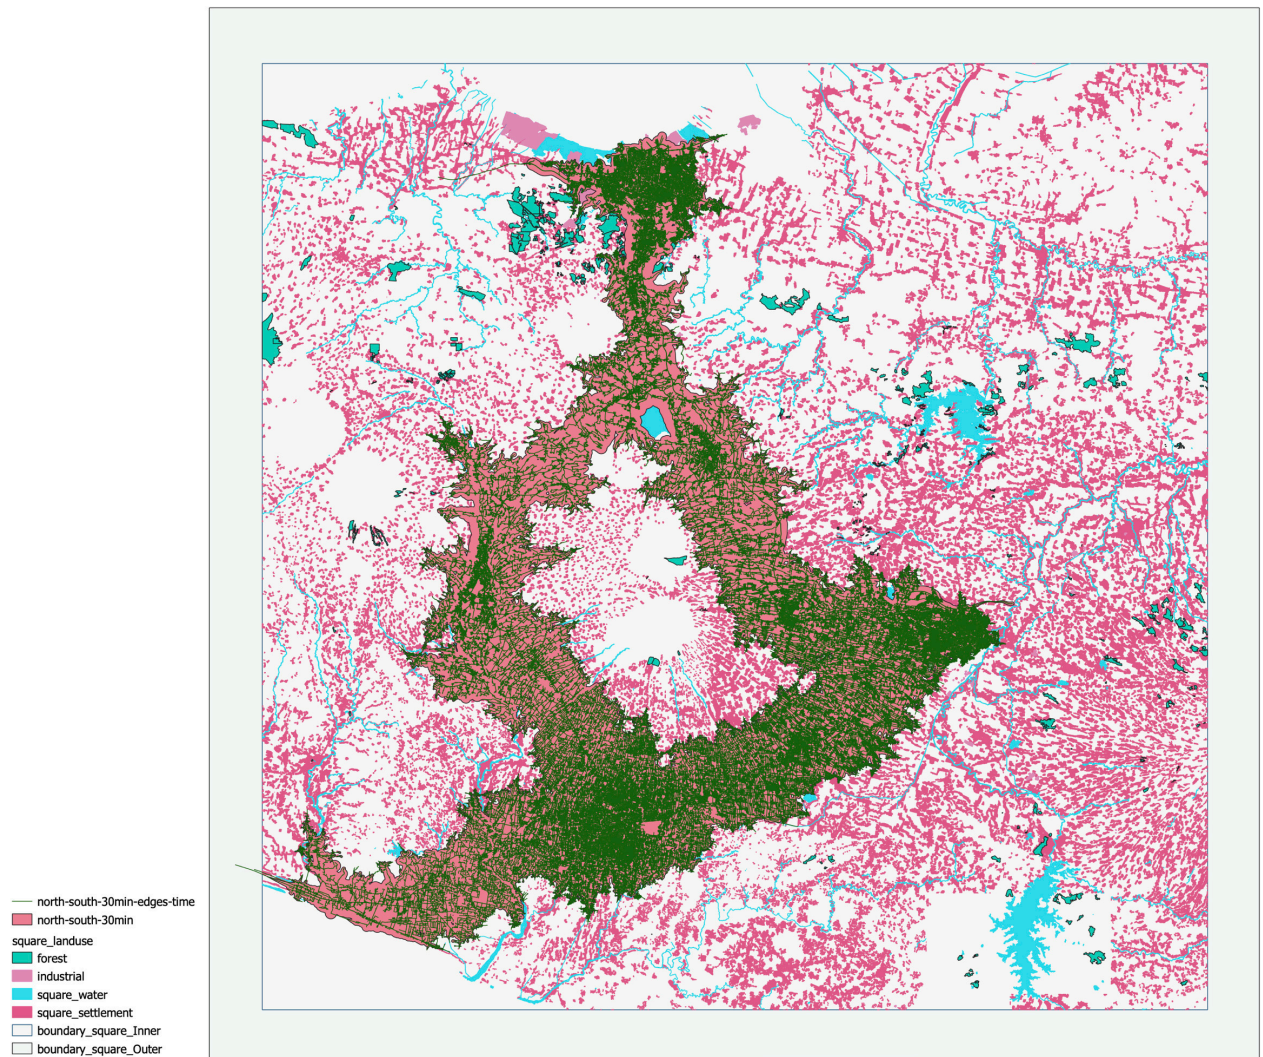 north-south-30min-edges-time
north-south-30min
square_landuse
forest
industrial
square_water
square_settlement
boundary_square_Inner
boundary_square_Outer